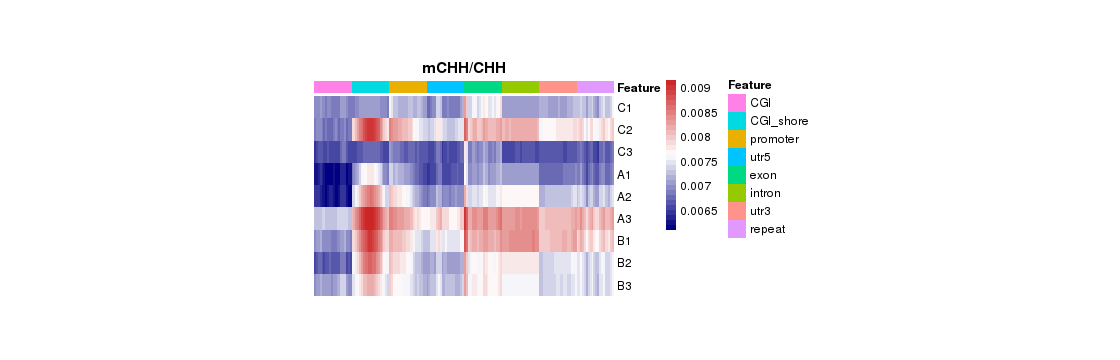 mCHH/CHH
Feature
C1
C2
C3
A1
A2
A3
B1
B2
B3
0.009
0.0085
0.008
0.0075
0.007
0.0065
Feature
CGI
CGI_shore
promoter
utr5
exon
intron
utr3
repeat